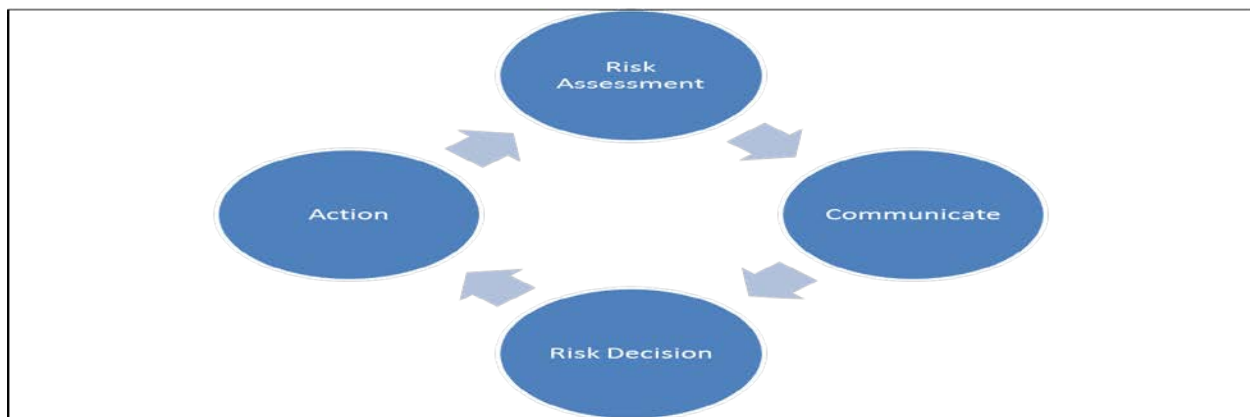 Risk
Assessment
Action
Communicate
Risk Decision